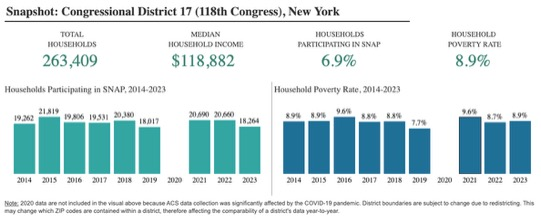 Snapshot: Congressional District 17 (118th Congress), New York
TOTAL HOUSEHOLDS
263,409
MEDIAN HOUSEHOLD INCOME
$118,882
HOUSEHOLDS PARTICIPATING IN SNAP
6.9%
HOUSEHOLD POVERTY RATE
8.9%
Households Participating in SNAP, 2014-2023
19,262 21,819 19,806 19,531 20,380 18,017 20,690 20,660 18,264
2014 2015 2016 2017 2018 2019 2020 2021 2022 2023
Household Poverty Rate, 2014-2023
8.9% 8.9% 9.6% 8.8% 8.8% 7.7% 9.6% 8.7% 8.9%
2014 2015 2016 2017 2018 2019 2020 2021 2022 2023
Note: 2020 data are not included in the visual above because ACS data collection was significantly affected by the COVID-19 pandemic. District boundaries are subject to change due to redistricting. This
may change which ZIP codes are contained within a district, therefore affecting the comparability of a district's data year-to-year.